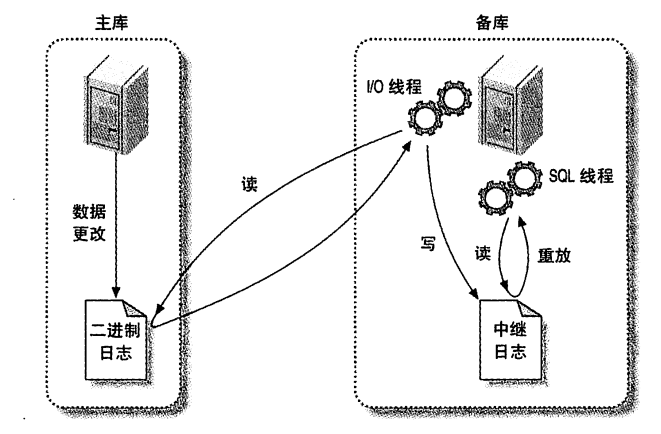 主库
备库
I/O 线程
SQL 线程
读
数据
更改
写
读
重放
二进制
日志
中继
日志